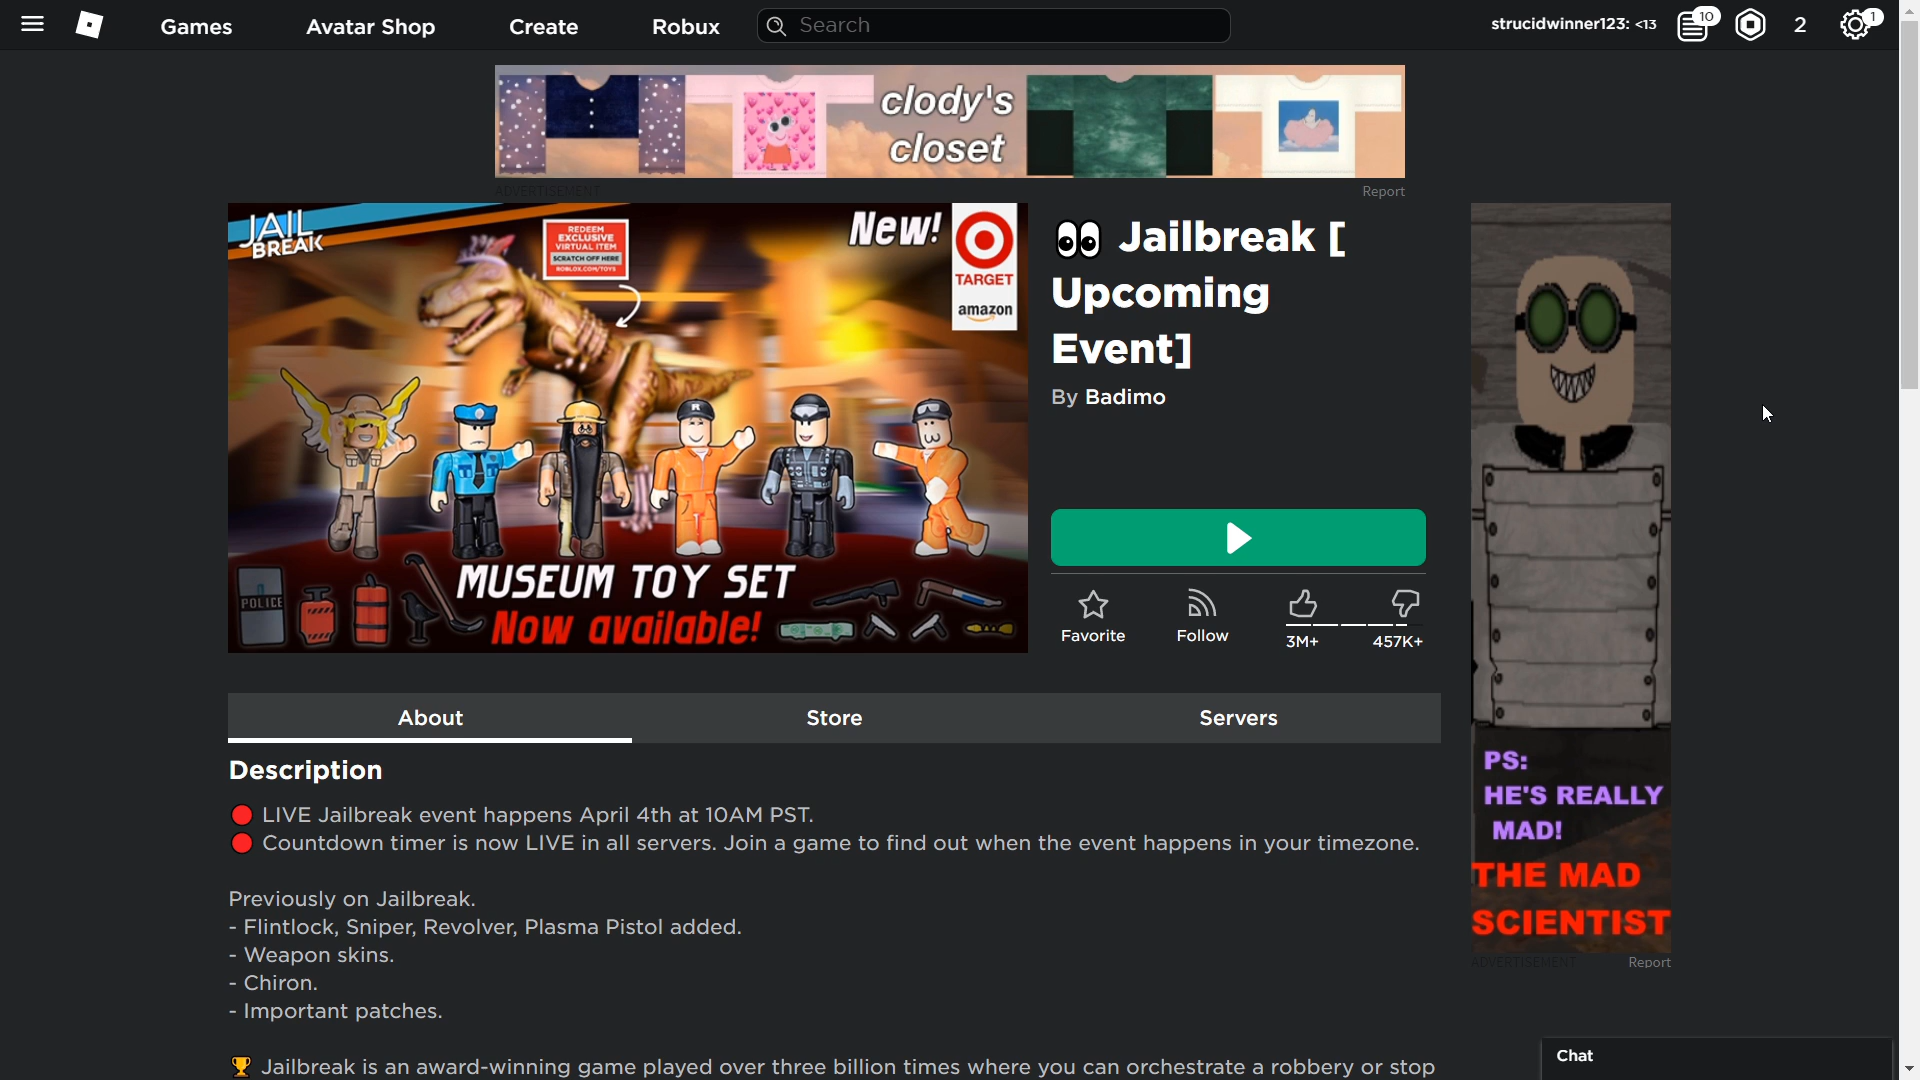 Games
Avatar Shop
Create
Robux
Search
strucidwinner123: <13
10
2
1
clody's
closet
ADVERTISEMENT
Report
JAIL
BREAK
REDEEM
EXCLUSIVE
VIRTUAL ITEM
SCRATCH OFF HERE
ROBLOX.COM/TOYS
New!
TARGET
amazon
R
POLICE
MUSEUM TOY SET
Now available!
Jailbreak [
Upcoming
Event]
By Badimo
Favorite
Follow
3M+
457K+
PS:
HE'S REALLY
MAD!
THE MAD
SCIENTIST
ADVERTISEMENT
Report
About
Store
Servers
Description
LIVE Jailbreak event happens April 4th at 10AM PST.
Countdown timer is now LIVE in all servers. Join a game to find out when the event happens in your timezone.
Previously on Jailbreak.
- Flintlock, Sniper, Revolver, Plasma Pistol added.
- Weapon skins.
- Chiron.
- Important patches.
Jailbreak is an award-winning game played over three billion times where you can orchestrate a robbery or stop
Chat